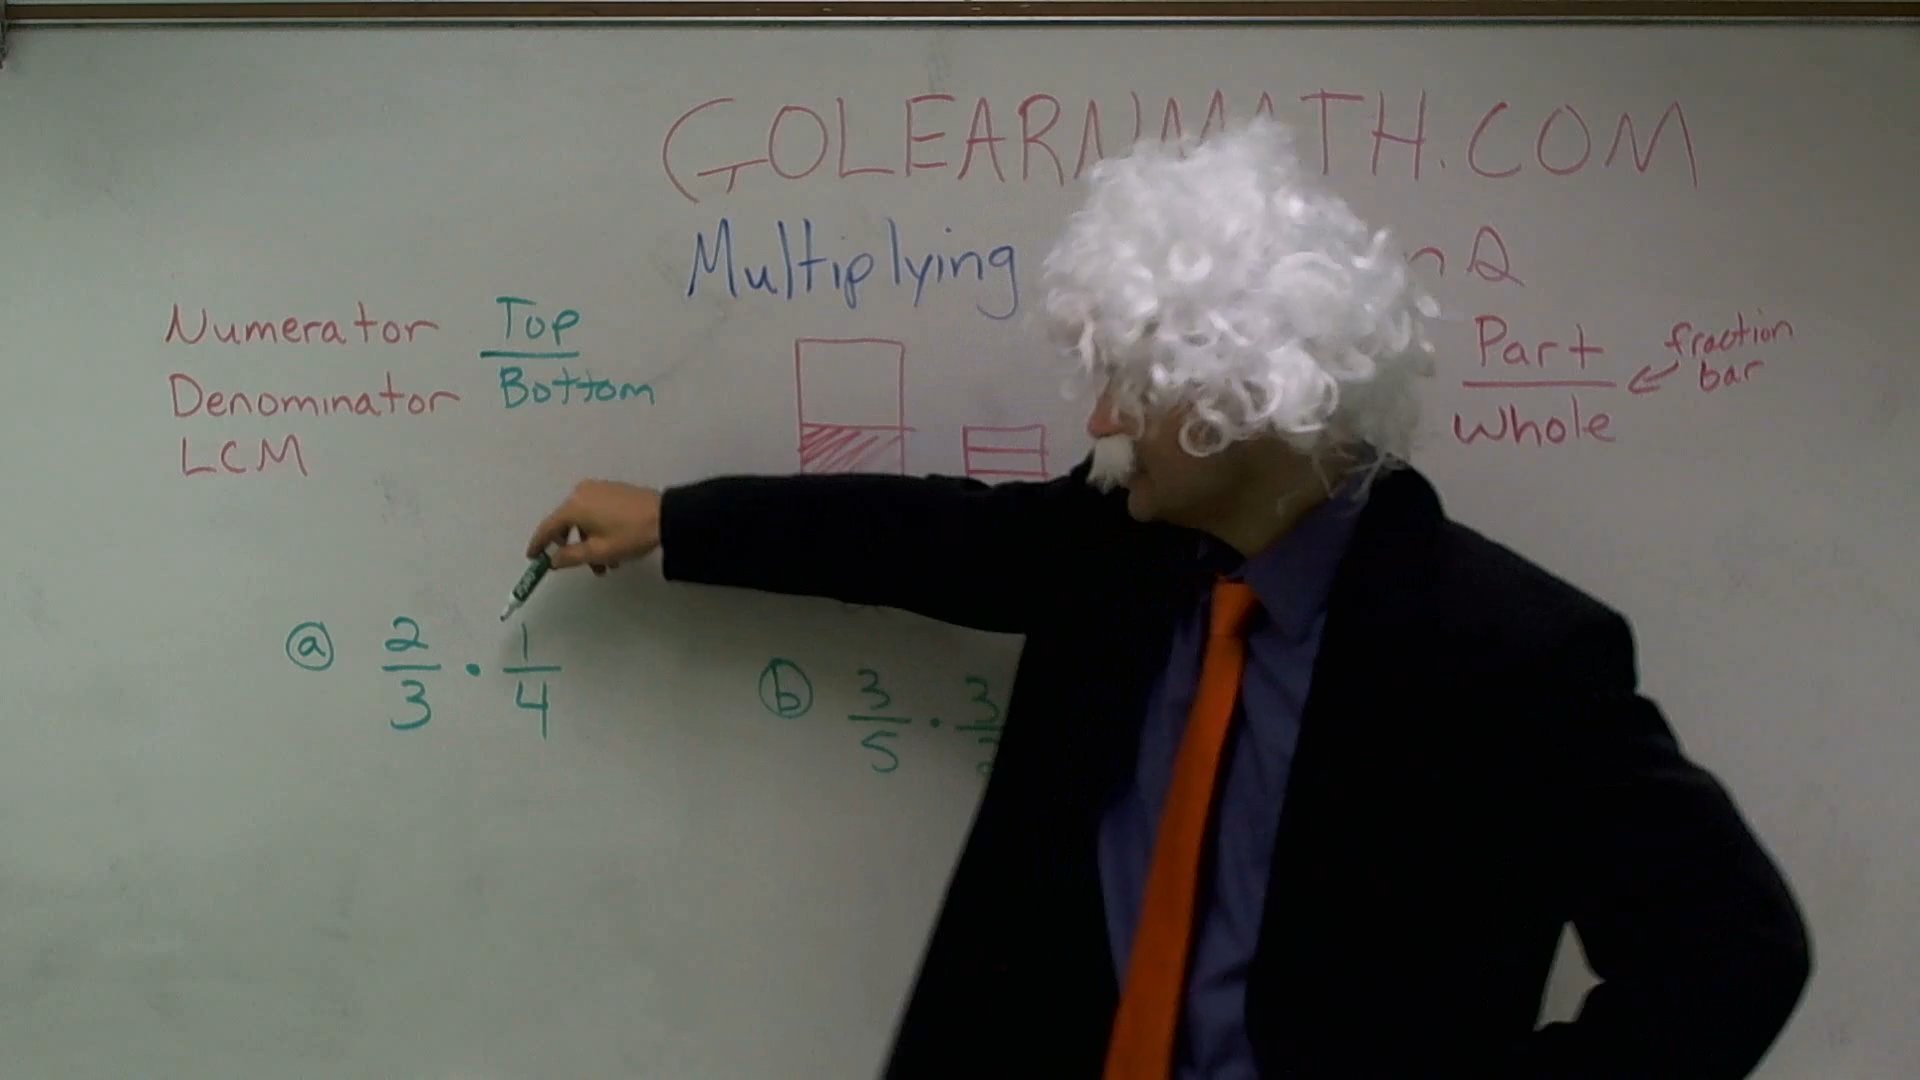 GOLEARNMATH.COM
Multiplying
Numerator Top
Denominator Bottom
LCM
Part
Whole
fraction
bar
a 2/3 · 1/4
b 3/5 · 3